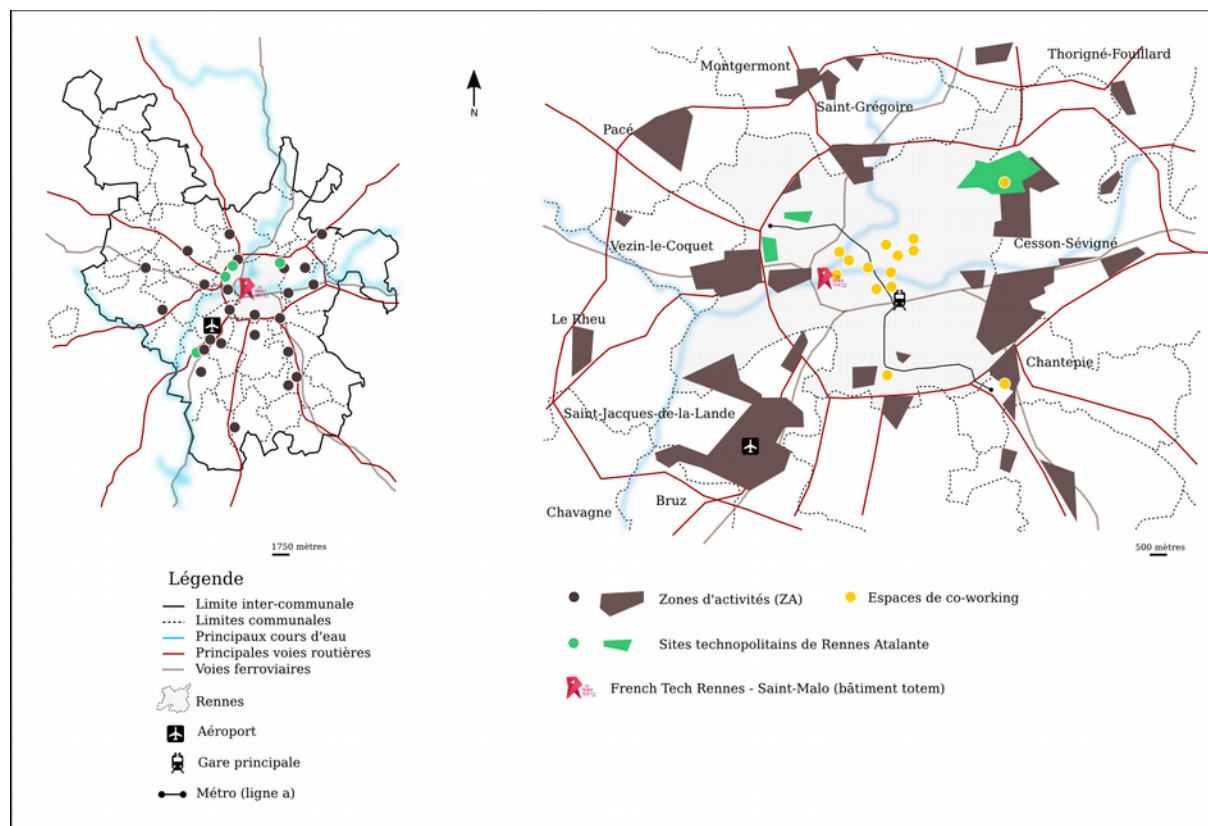 N
1750 mètres
Montgermont
Thorigné-Fouillard
Saint-Grégoire
Pacé
Vezin-le-Coquet
Cesson-Sévigné
Le Rheu
Chantepie
Saint-Jacques-de-la-Lande
Bruz
Chavagne
500 mètres
Légende
Limite inter-communale
Limites communales
Principaux cours d'eau
Principales voies routières
Voies ferroviaires
Rennes
Aéroport
Gare principale
Métro (ligne a)
Zones d'activités (ZA)
Espaces de co-working
Sites technopolitains de Rennes Atalante
French Tech Rennes - Saint-Malo (bâtiment totem)